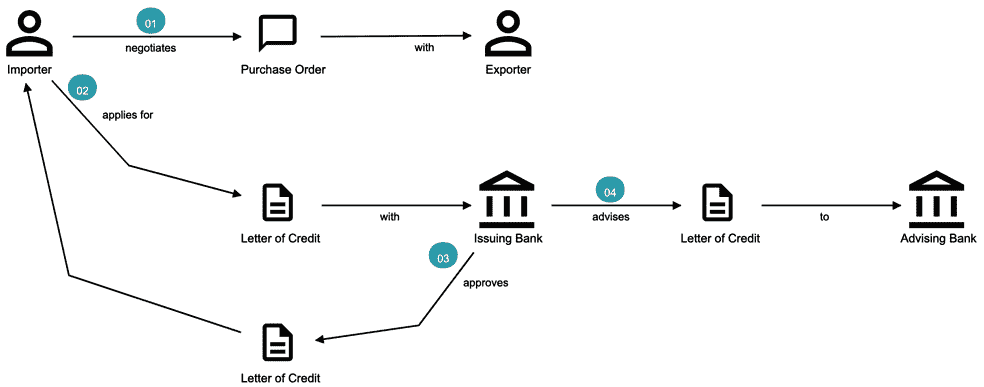 01
negotiates
with
Importer
Purchase Order
Exporter
02
applies for
04
with
advises
to
Letter of Credit
Issuing Bank
Letter of Credit
Advising Bank
03
approves
Letter of Credit